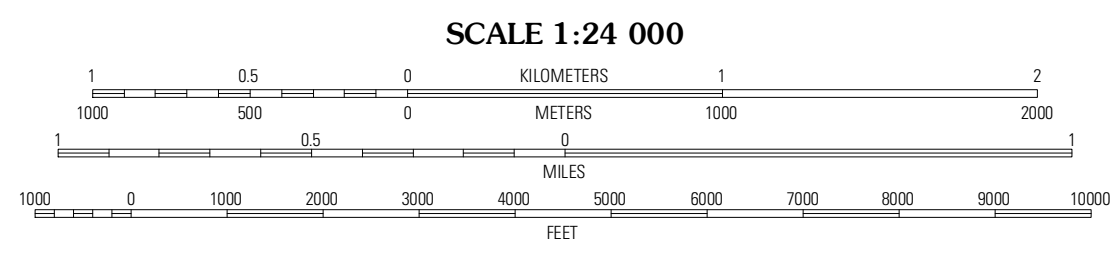 SCALE 1:24 000
1 0.5 0 KILOMETERS 1 2
1000 500 0 METERS 1000 2000
1 0.5 0 1
MILES
1000 0 1000 2000 3000 4000 5000 6000 7000 8000 9000 10000
FEET